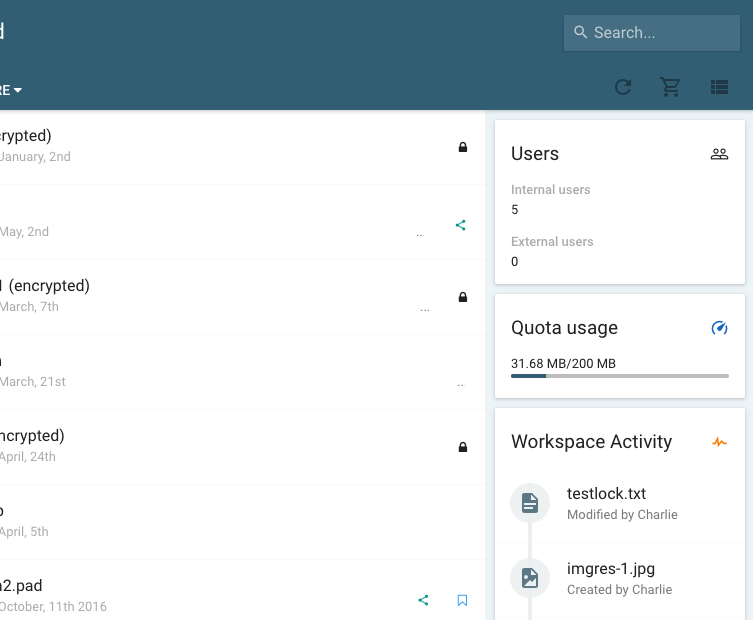 d
Search...
RE
crypted)
January, 2nd
May, 2nd
...
1 (encrypted)
March, 7th
...
March, 21st
...
ncrypted)
April, 24th
April, 5th
n2.pad
October, 11th 2016
Users
Internal users
5
External users
0
Quota usage
31.68 MB/200 MB
Workspace Activity
testlock.txt
Modified by Charlie
imgres-1.jpg
Created by Charlie